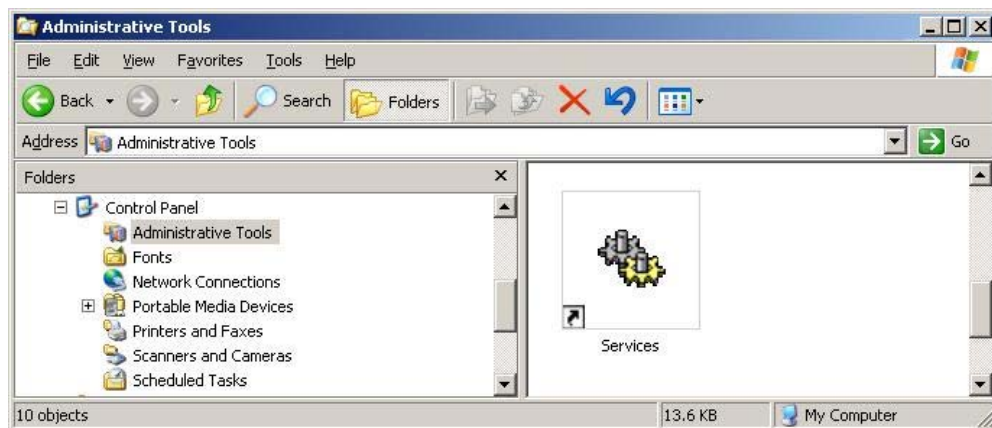 Administrative Tools
File Edit View Favorites Tools Help
Back Search Folders
Address Administrative Tools Go
Folders
Control Panel
Administrative Tools
Fonts
Network Connections
Portable Media Devices
Printers and Faxes
Scanners and Cameras
Scheduled Tasks
Services
10 objects 13.6 KB My Computer